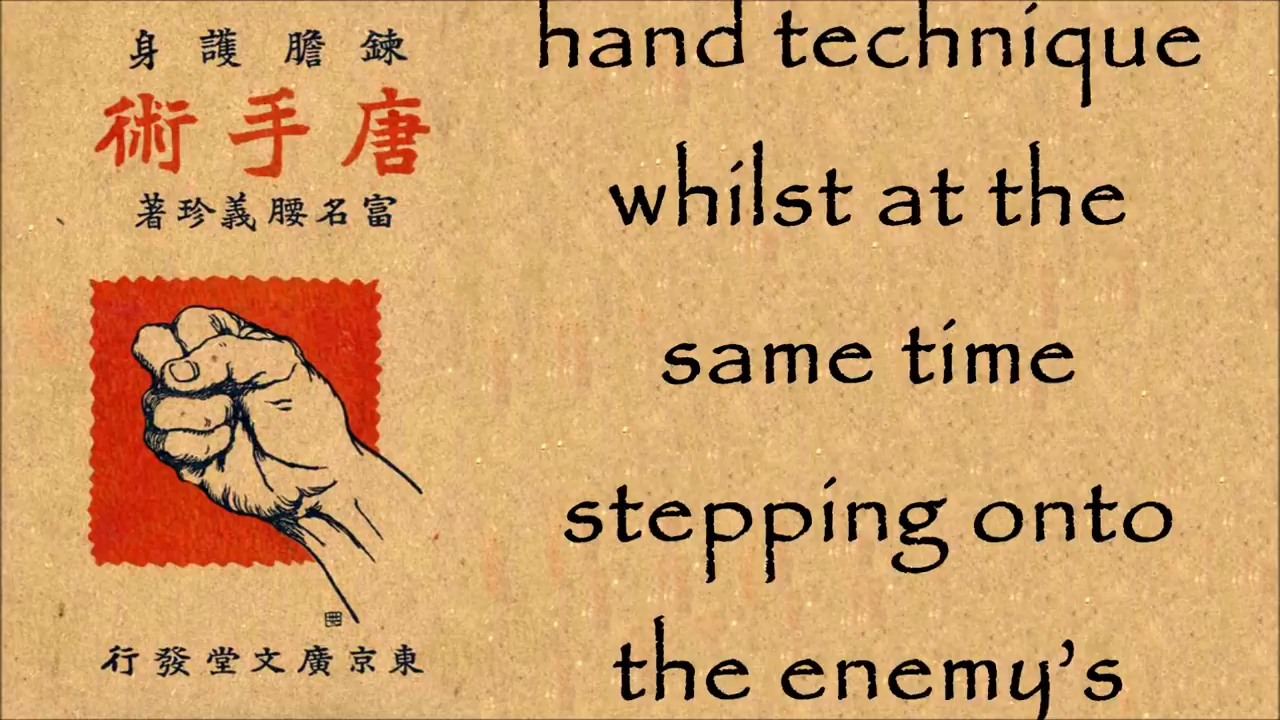 鍊膽護身
唐手術
富名腰義珍著
東京廣文堂發行
hand technique
whilst at the
same time
stepping onto
the enemy’s